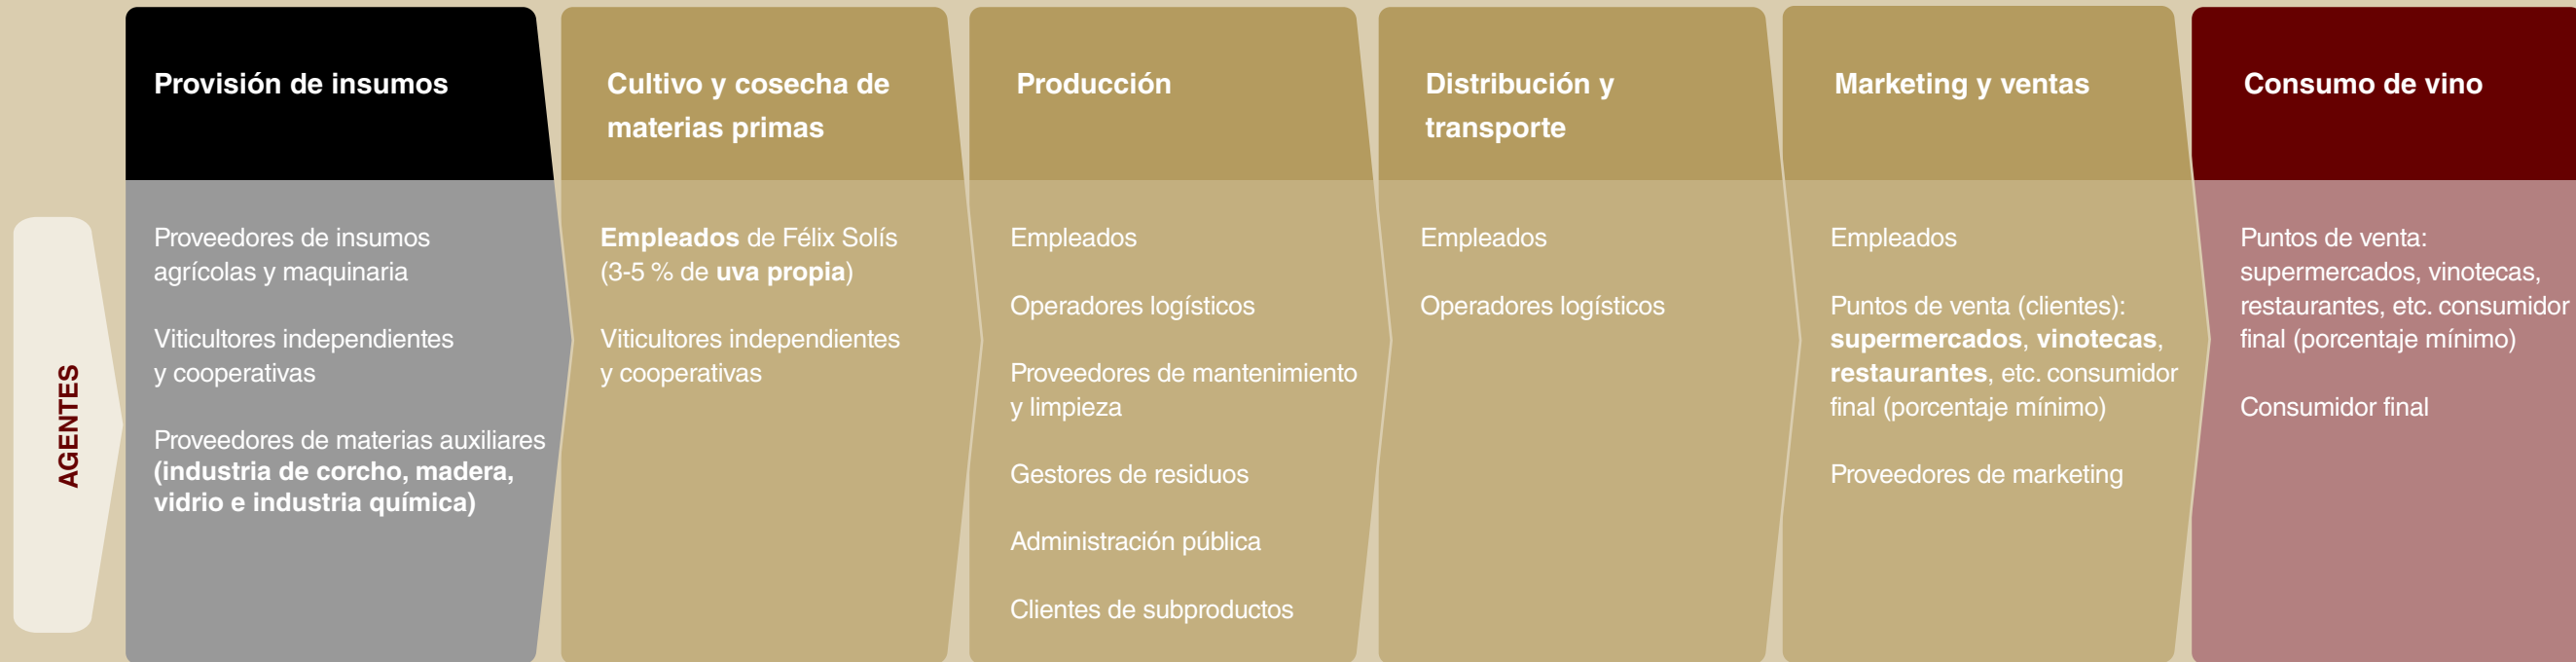 Provisión de insumos
Cultivo y cosecha de
materias primas
Producción
Distribución y
transporte
Marketing y ventas
Consumo de vino
AGENTES
Proveedores de insumos
agrícolas y maquinaria
Viticultores independientes
y cooperativas
Proveedores de materias auxiliares
(industria de corcho, madera,
vidrio e industria química)
Empleados de Félix Solís
(3-5 % de uva propia)
Viticultores independientes
y cooperativas
Empleados
Operadores logísticos
Proveedores de mantenimiento
y limpieza
Gestores de residuos
Administración pública
Clientes de subproductos
Empleados
Operadores logísticos
Empleados
Puntos de venta (clientes):
supermercados, vinotecas,
restaurantes, etc. consumidor
final (porcentaje mínimo)
Proveedores de marketing
Puntos de venta:
supermercados, vinotecas,
restaurantes, etc. consumidor
final (porcentaje mínimo)
Consumidor final